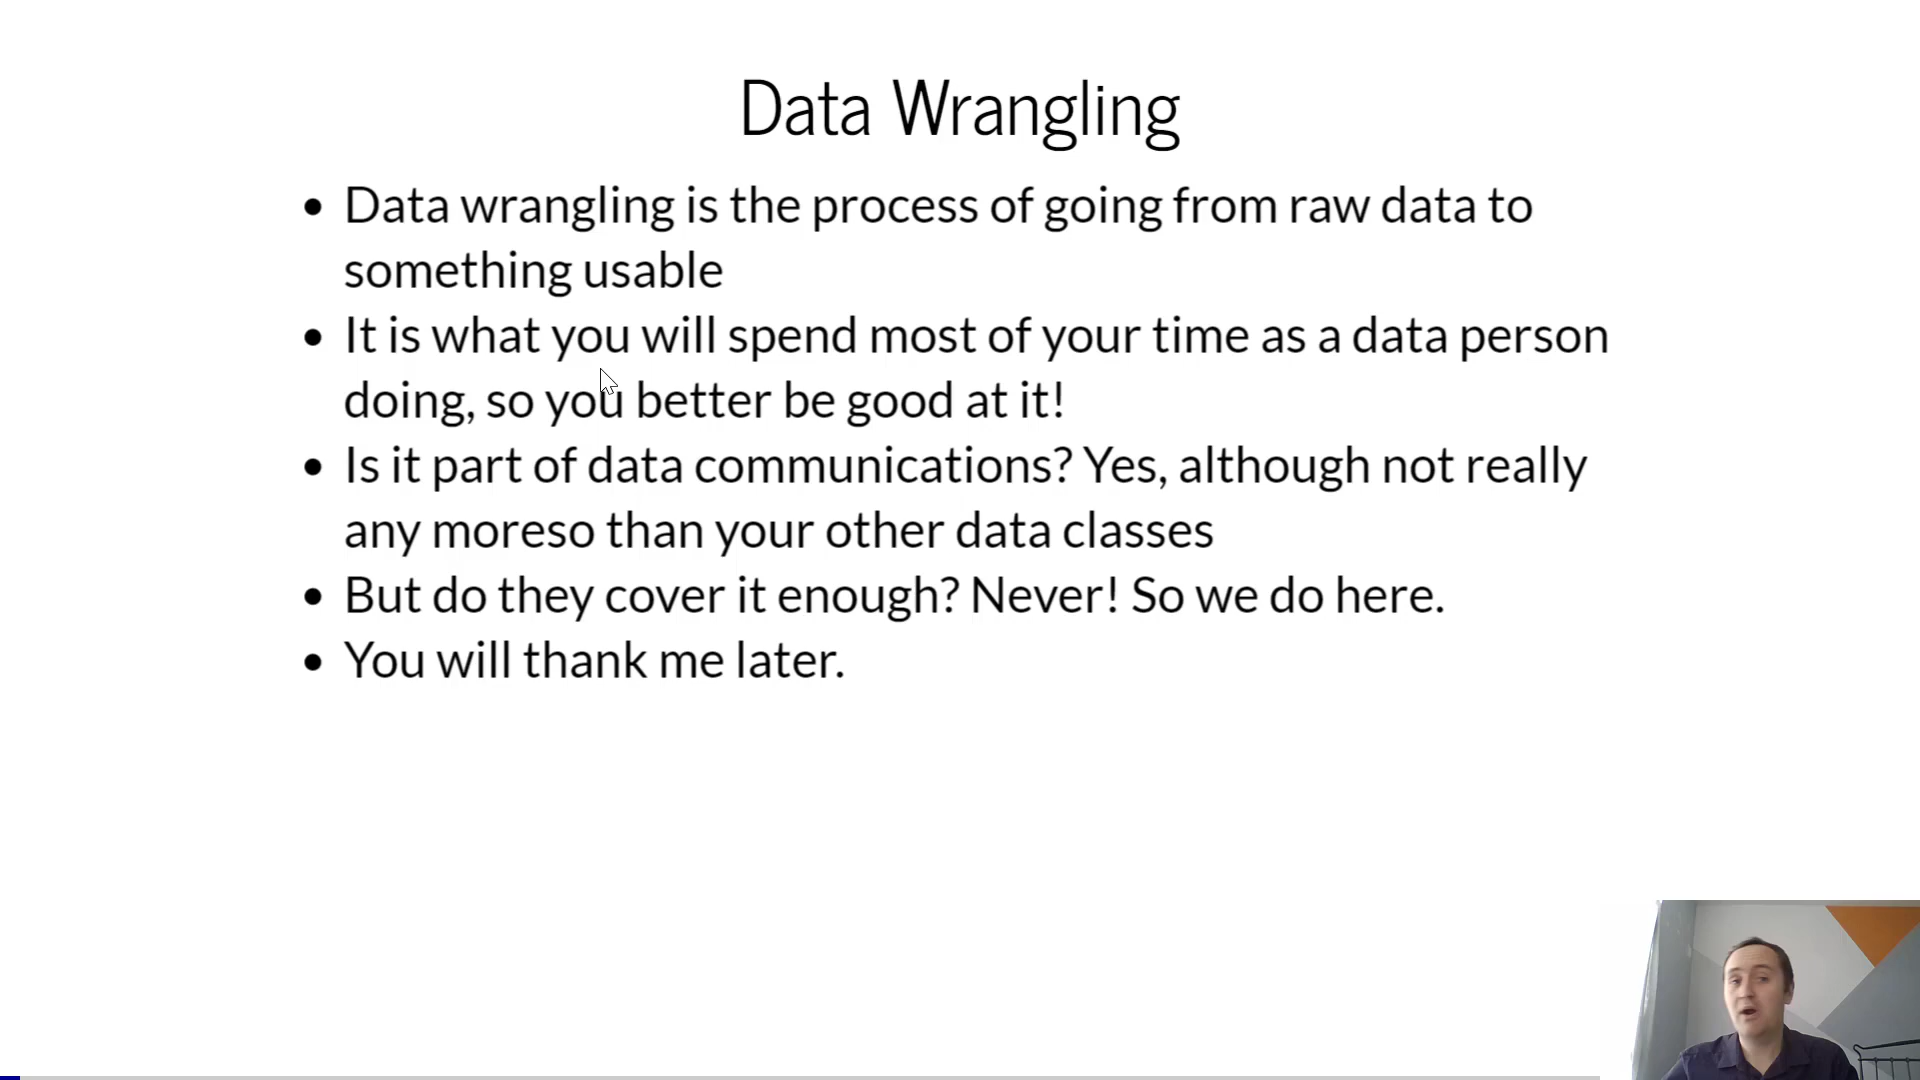 Data Wrangling
• Data wrangling is the process of going from raw data to
something usable
• It is what you will spend most of your time as a data person
doing, so you better be good at it!
• Is it part of data communications? Yes, although not really
any moreso than your other data classes
• But do they cover it enough? Never! So we do here.
• You will thank me later.